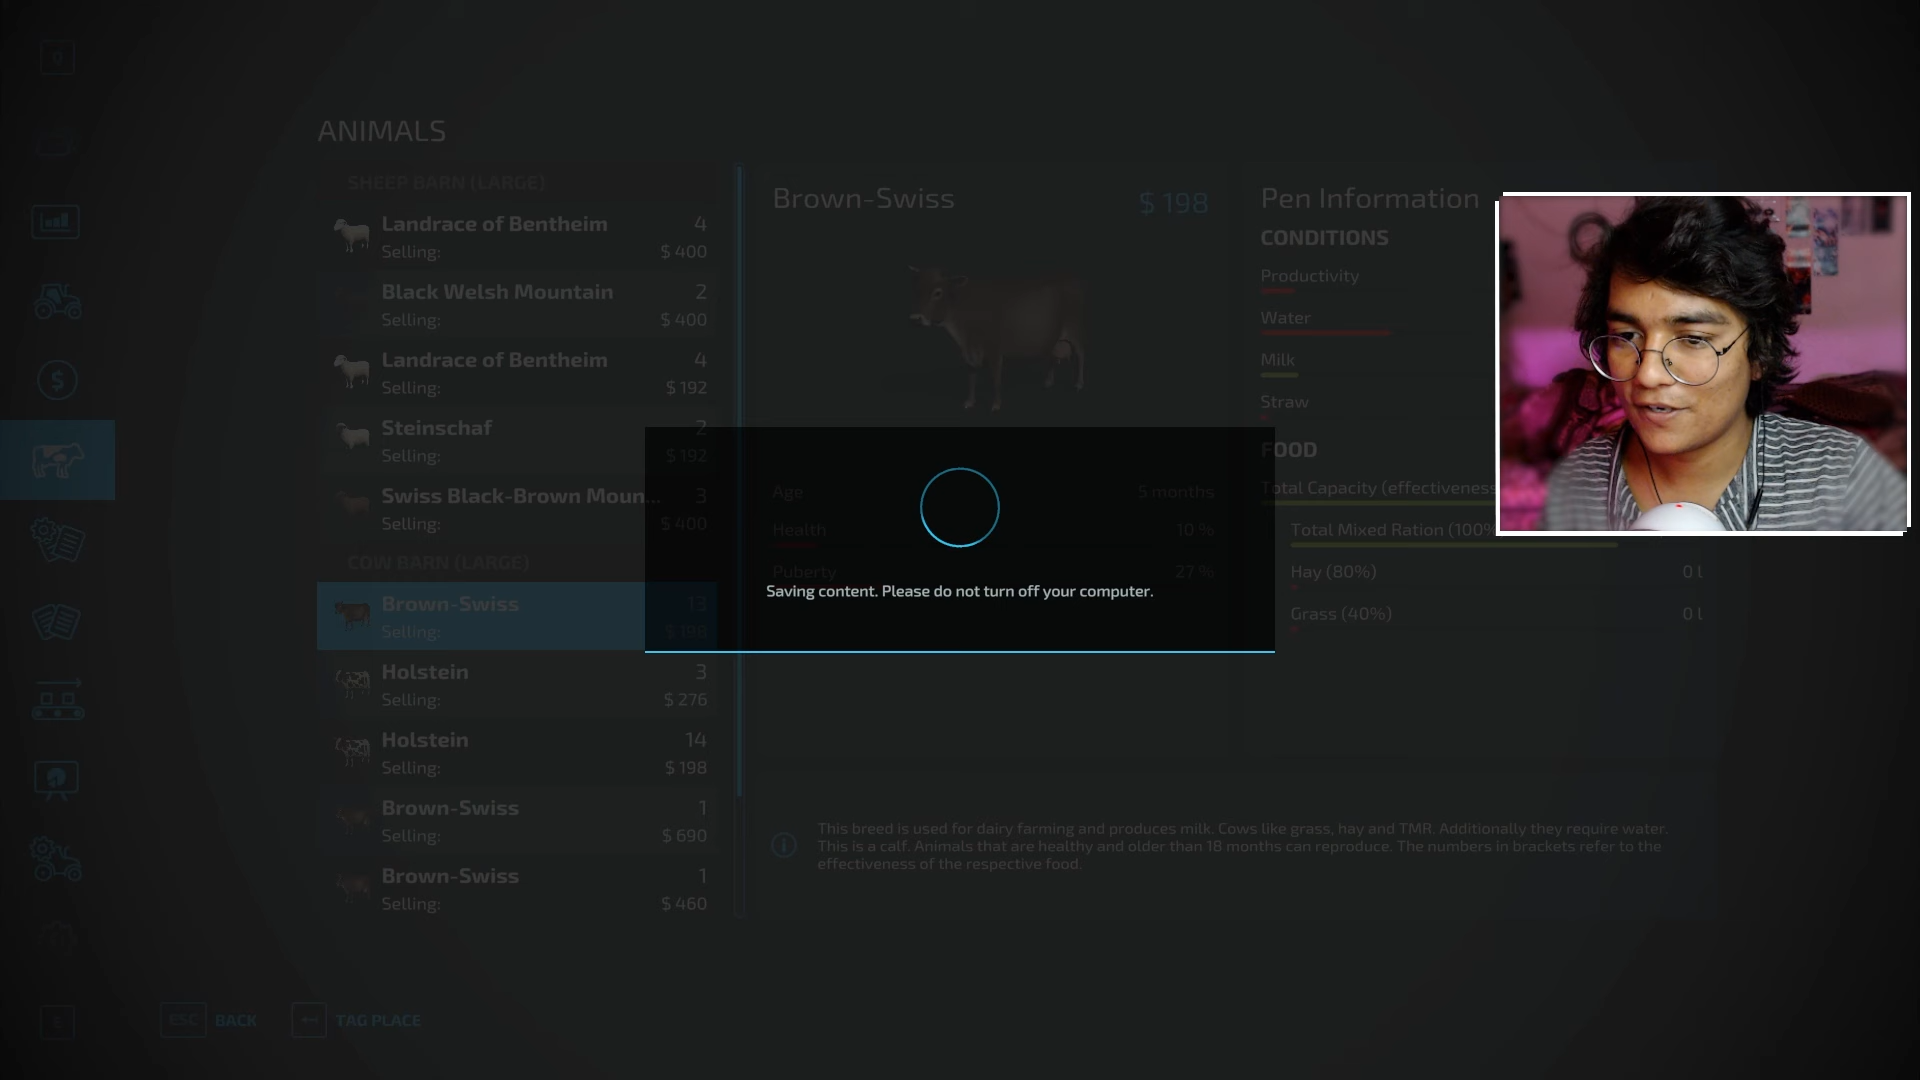 Q
ANIMALS
SHEEP BARN (LARGE)
Landrace of Bentheim 4
Selling: $ 400
Black Welsh Mountain 2
Selling: $ 400
Landrace of Bentheim 4
Selling: $ 192
Steinschaf 2
Selling: $ 192
Swiss Black-Brown Moun... 3
Selling: $ 400
COW BARN (LARGE)
Brown-Swiss 13
Selling: $ 198
Holstein 3
Selling: $ 276
Holstein 14
Selling: $ 198
Brown-Swiss 1
Selling: $ 690
Brown-Swiss 1
Selling: $ 460
Brown-Swiss $ 198
Age 5 months
Health 10 %
Puberty 27 %
Saving content. Please do not turn off your computer.
Pen Information
CONDITIONS
Productivity
Water
Milk
Straw
FOOD
Total Capacity (effectiveness
Total Mixed Ration (100%
Hay (80%) 0 l
Grass (40%) 0 l
This breed is used for dairy farming and produces milk. Cows like grass, hay and TMR. Additionally they require water.
This is a calf. Animals that are healthy and older than 18 months can reproduce. The numbers in brackets refer to the
effectiveness of the respective food.
E
ESC BACK
TAG PLACE